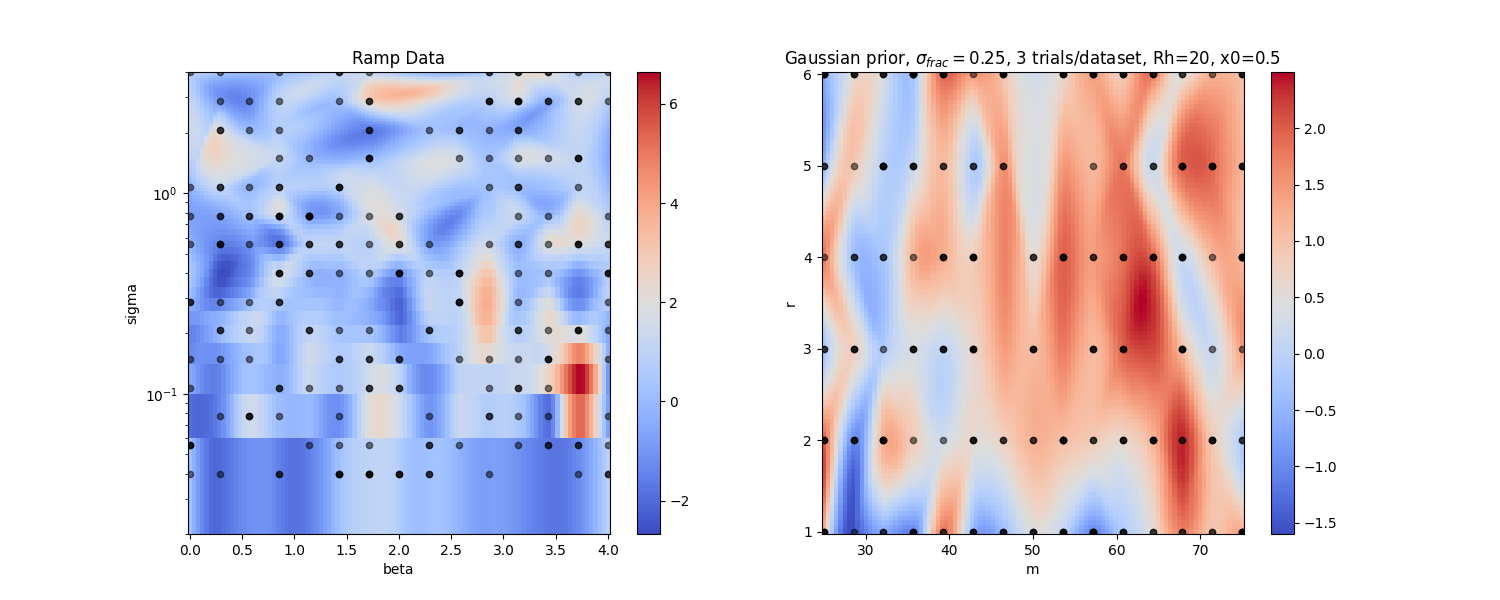 Ramp Data
sigma
10^0
10^-1
0.0 0.5 1.0 1.5 2.0 2.5 3.0 3.5 4.0
beta
6
4
2
0
−2
Gaussian prior, σ_frac = 0.25, 3 trials/dataset, Rh=20, x0=0.5
r
6
5
4
3
2
1
30 40 50 60 70
m
2.0
1.5
1.0
0.5
0.0
−0.5
−1.0
−1.5